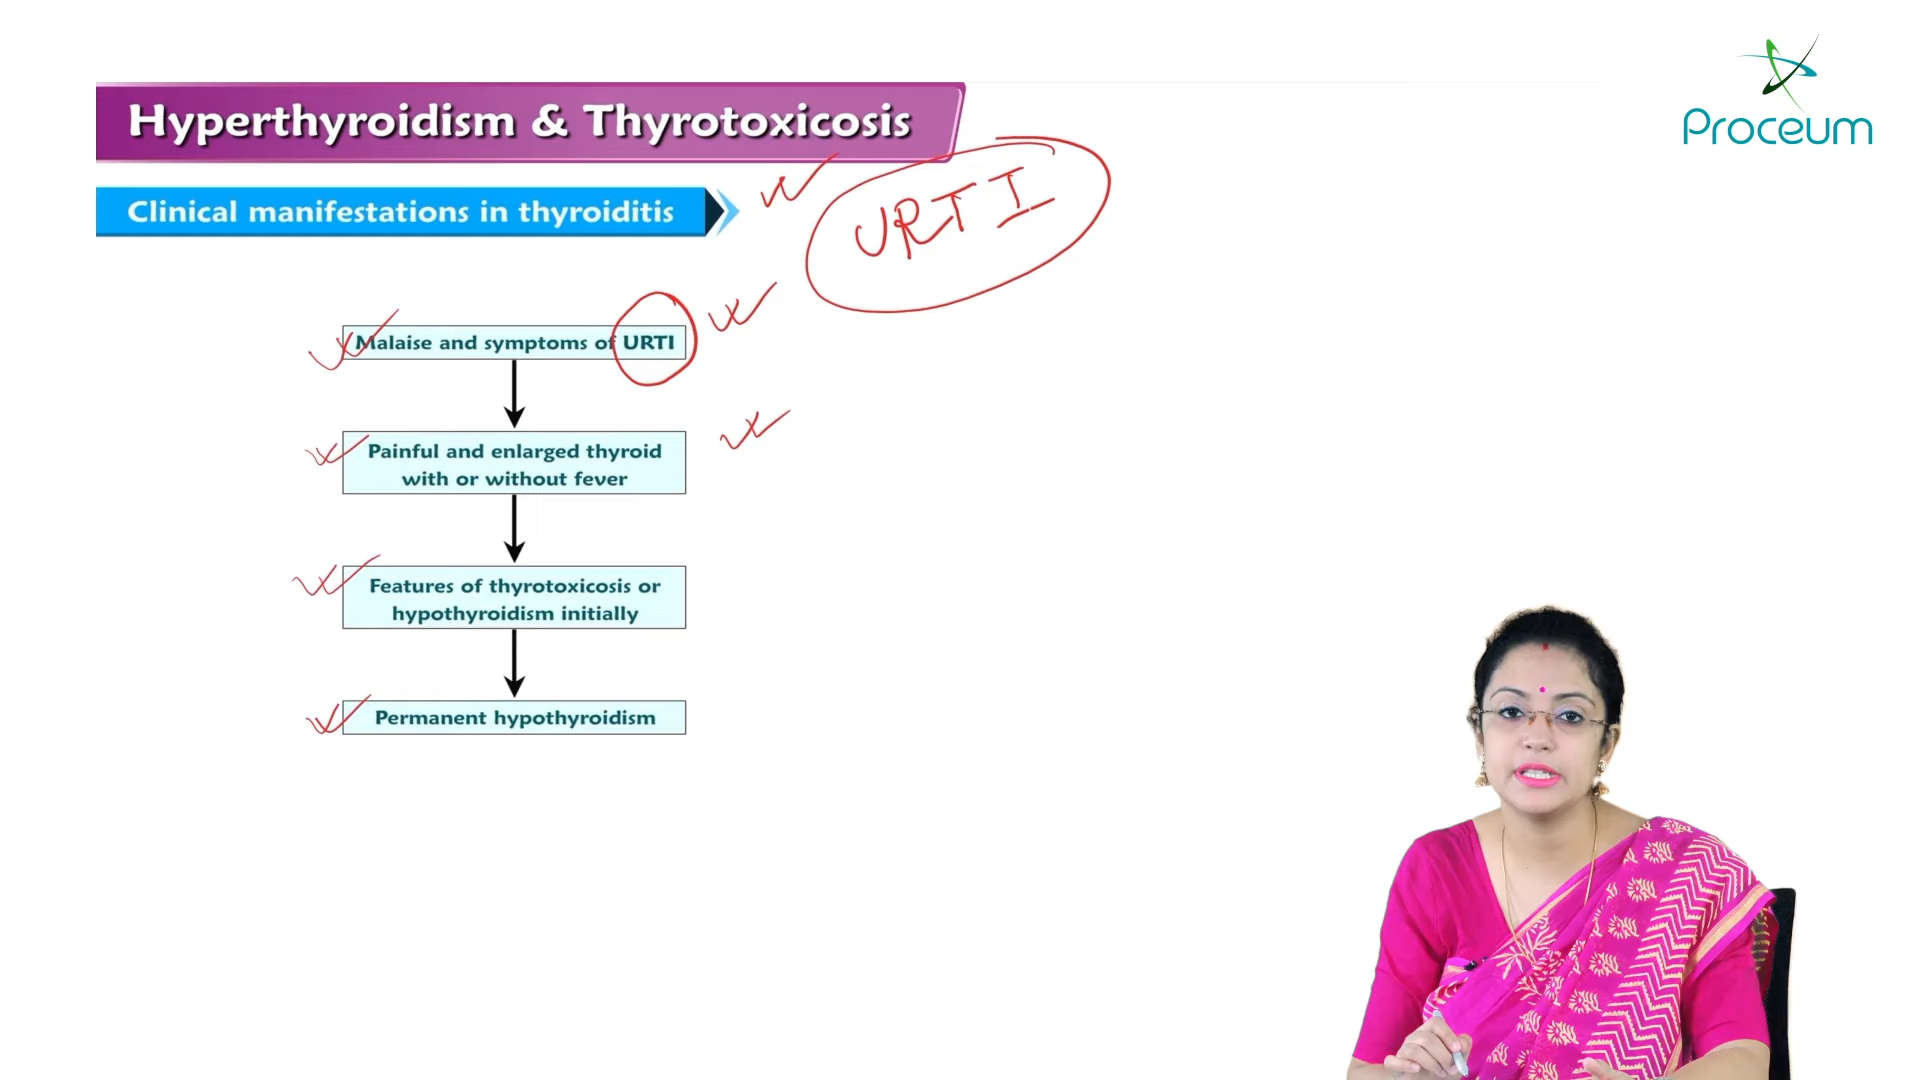 Proceum
Hyperthyroidism & Thyrotoxicosis
Clinical manifestations in thyroiditis
URTI
Malaise and symptoms of URTI
Painful and enlarged thyroid
with or without fever
Features of thyrotoxicosis or
hypothyroidism initially
Permanent hypothyroidism